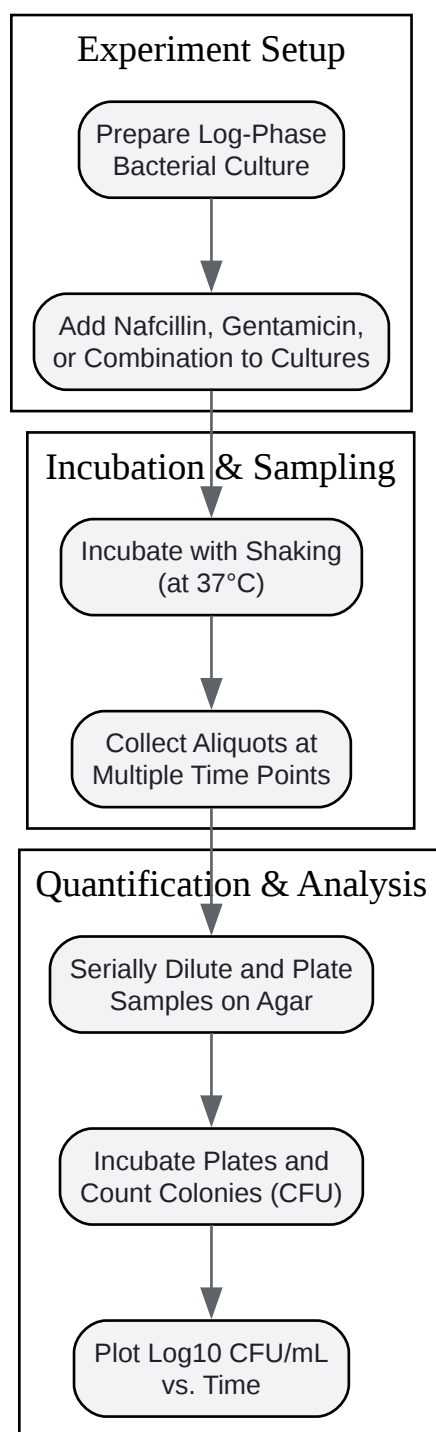 Experiment Setup
Prepare Log-Phase
Bacterial Culture
Add Nafcillin, Gentamicin,
or Combination to Cultures
Incubation & Sampling
Incubate with Shaking
(at 37°C)
Collect Aliquots at
Multiple Time Points
Quantification & Analysis
Serially Dilute and Plate
Samples on Agar
Incubate Plates and
Count Colonies (CFU)
Plot Log10 CFU/mL
vs. Time